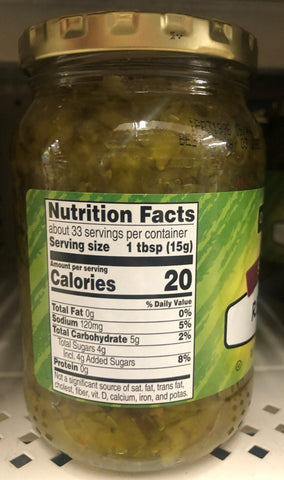 Nutrition Facts
about 33 servings per container
Serving size 1 tbsp (15g)
Amount per serving
Calories 20
% Daily Value
Total Fat 0g 0%
Sodium 120mg 5%
Total Carbohydrate 5g 2%
Total Sugars 4g
Incl. 4g Added Sugars 8%
Protein 0g
Not a significant source of sat. fat, trans fat,
cholest, fiber, vit. D, calcium, iron, and potas.